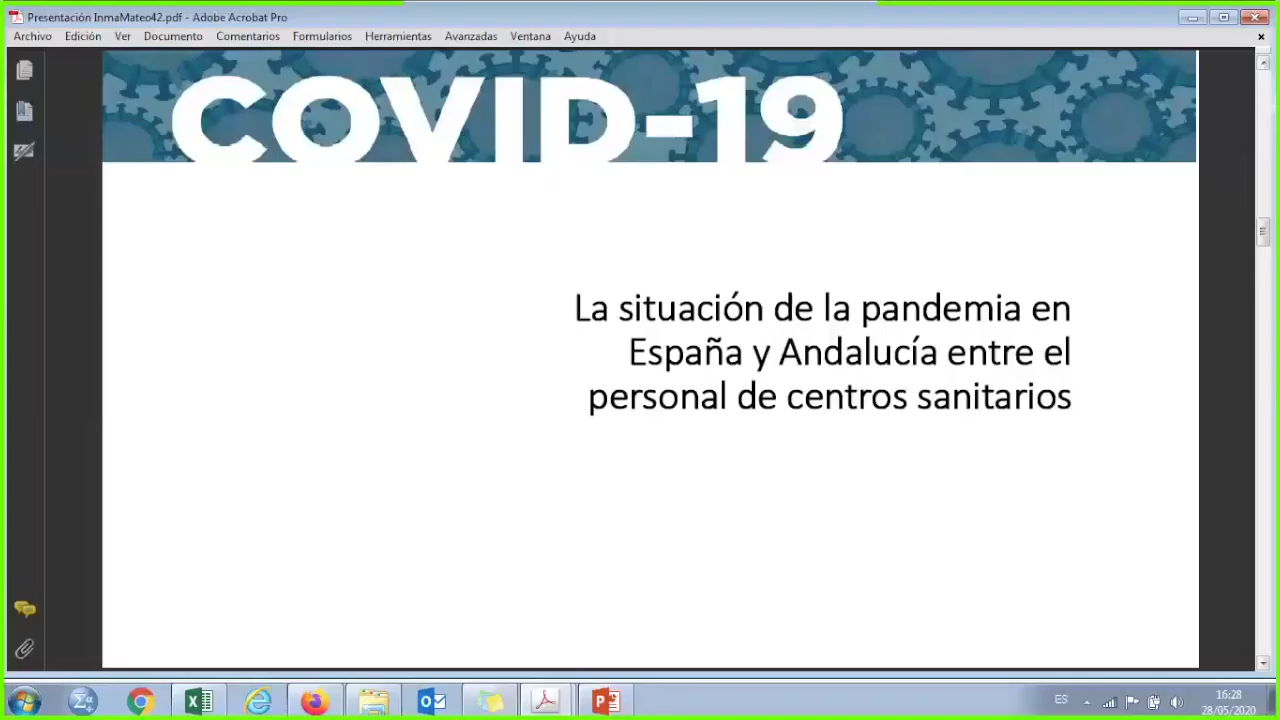 Presentación InmaMateo42.pdf - Adobe Acrobat Pro
Archivo Edición Ver Documento Comentarios Formularios Herramientas Avanzadas Ventana Ayuda
COVID-19
La situación de la pandemia en
España y Andalucía entre el
personal de centros sanitarios
ES
16:28
28/05/2020